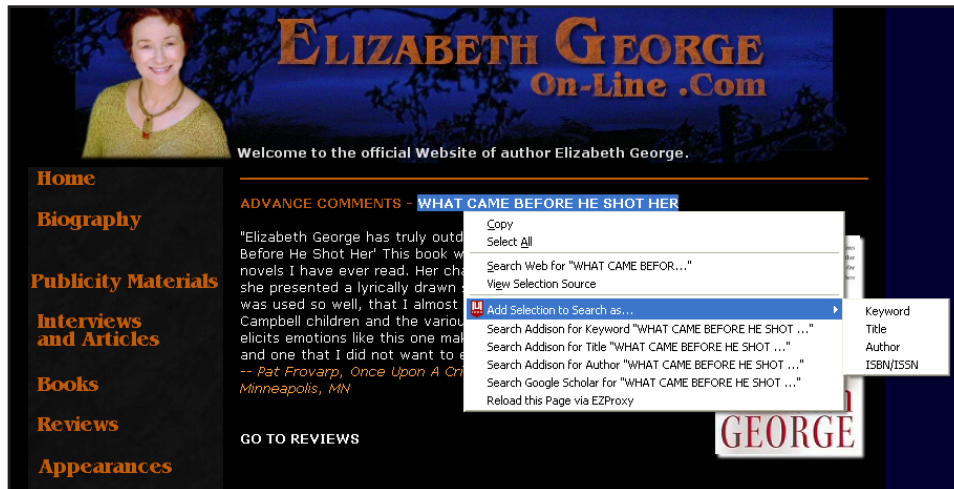 ELIZABETH GEORGE
On-Line .Com
Welcome to the official Website of author Elizabeth George.
Home
Biography
Publicity Materials
Interviews
and Articles
Books
Reviews
Appearances
ADVANCE COMMENTS - WHAT CAME BEFORE HE SHOT HER
"Elizabeth George has truly outd
Before He Shot Her' This book w
novels I have ever read. Her cha
she presented a lyrically drawn s
was used so well, that I almost
Campbell children and the variou
elicits emotions like this one mak
and one that I did not want to e
-- Pat Frovarp, Once Upon A Cri
Minneapolis, MN
GO TO REVIEWS
Copy
Select All
Search Web for "WHAT CAME BEFOR..."
View Selection Source
Add Selection to Search as...
Search Addison for Keyword "WHAT CAME BEFORE HE SHOT ..."
Search Addison for Title "WHAT CAME BEFORE HE SHOT ..."
Search Addison for Author "WHAT CAME BEFORE HE SHOT ..."
Search Google Scholar for "WHAT CAME BEFORE HE SHOT ..."
Reload this Page via EZProxy
Keyword
Title
Author
ISBN/ISSN
GEORGE